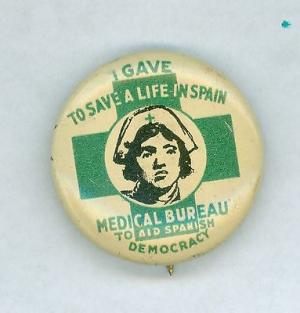 I GAVE
TO SAVE A LIFE IN SPAIN
MEDICAL BUREAU
TO AID SPANISH
DEMOCRACY